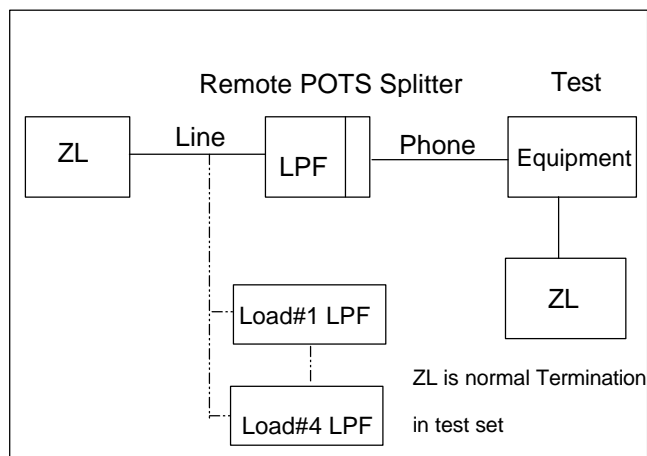 Remote POTS Splitter
Test
ZL
Line
LPF
Phone
Equipment
ZL
Load#1 LPF
Load#4 LPF
ZL is normal Termination
in test set